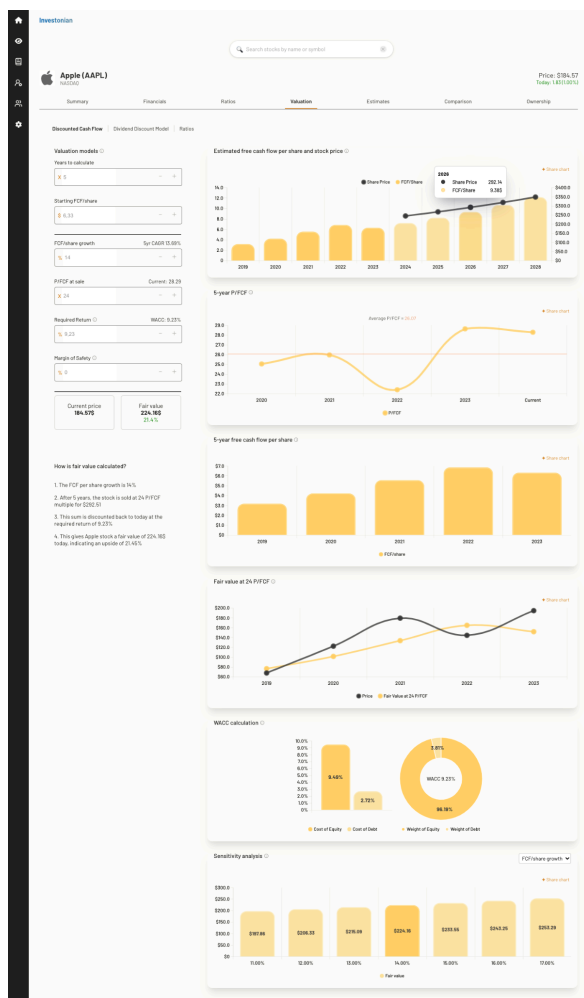 Investonian
Search stocks by name or symbol
Apple (AAPL)
NASDAQ
Price: $184.57
Today: 1.83 (1.00%)
Summary
Financials
Ratios
Valuation
Estimates
Comparison
Ownership
Discounted Cash Flow
Dividend Discount Model
Ratios
Valuation models
Years to calculate
Starting FCF/share
$ 6.33
FCF/share growth
5yr CAGR 13.69%
% 14
P/FCF at sale
Current: 28.29
# 24
Required Return
WACC: 9.23%
% 9.23
Margin of Safety
% 0
Current price
184.57$
Fair value
224.16$
21.4%
How is fair value calculated?
1. The FCF per share growth is 14%
2. After 5 years, the stock is sold at 24 P/FCF
multiple for $292.51
3. This sum is discounted back to today at the
required return of 9.23%
4. This gives Apple stock a fair value of 224.16$
today, indicating an upside of 21.45%
Estimated free cash flow per share and stock price
Share chart
Share Price
FCF/Share
2026
Share Price 292.14
FCF/Share 9.38$
14.0
12.0
10.0
8.0
6.0
4.0
2.0
0
$400.0
$350.0
$300.0
$250.0
$200.0
$150.0
$100.0
$50.0
$0
2019 2020 2021 2022 2023 2024 2025 2026 2027 2028
5-year P/FCF
Share chart
Average P/FCF
29.0
28.0
27.0
26.0
25.0
24.0
23.0
22.0
2020 2021 2022 2023 Current
P/FCF
5-year free cash flow per share
Share chart
$7.0
$6.0
$5.0
$4.0
$3.0
$2.0
$1.0
$0
2019 2020 2021 2022 2023
FCF/share
Fair value at 24 P/FCF
Share chart
$200.0
$180.0
$160.0
$140.0
$120.0
$100.0
$80.0
$60.0
2019 2020 2021 2022 2023
Price
Fair Value at 24 P/FCF
WACC calculation
10.0%
9.0%
8.0%
7.0%
6.0%
5.0%
4.0%
3.0%
2.0%
1.0%
0%
9.48%
2.72%
3.81%
WACC 9.23%
96.19%
Cost of Equity
Cost of Debt
Weight of Equity
Weight of Debt
Sensitivity analysis
FCF/share growth
Share chart
$300.0
$250.0
$200.0
$150.0
$100.0
$50.0
$0
$197.86
$206.33
$215.06
$224.16
$233.55
$243.25
$253.26
11.00% 12.00% 13.00% 14.00% 15.00% 16.00% 17.00%
Fair value